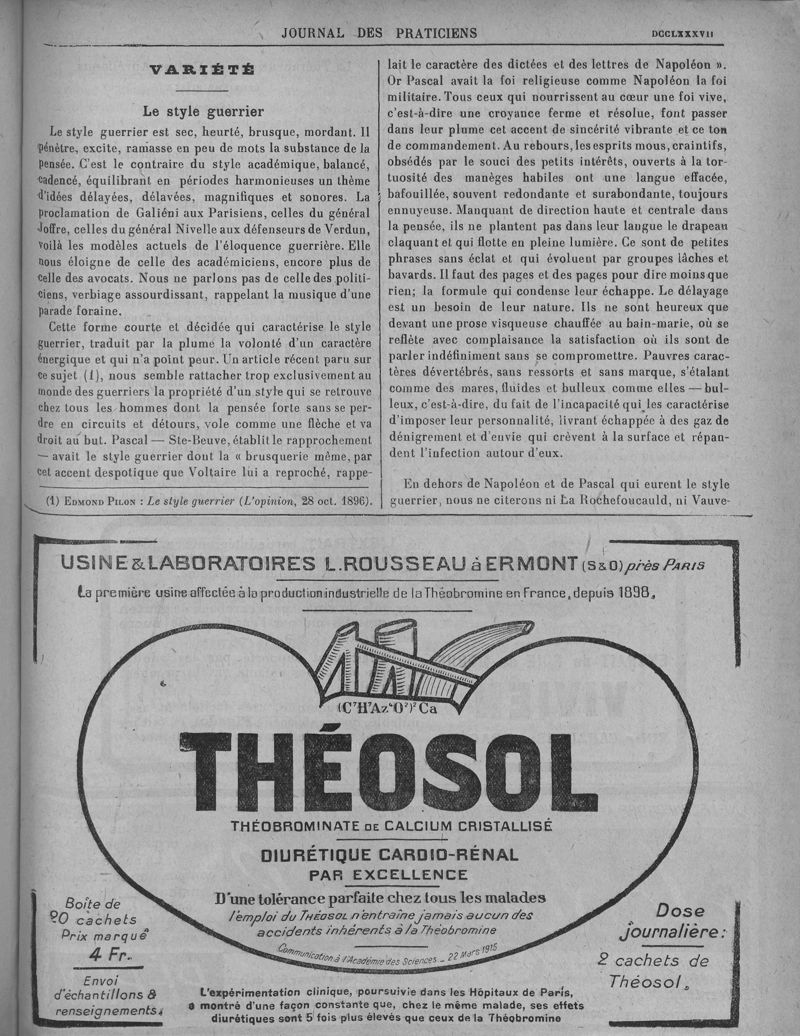 JOURNAL DES PRATICIENS
DCCLXXXVII
VARIÉTÉ
Le style guerrier
Le style guerrier est sec, heurté, brusque, mordant. Il
pénètre, excite, ramasse en peu de mots la substance de la
pensée. C'est le contraire du style académique, balancé,
cadencé, équilibrant en périodes harmonieuses un thème
d'idées délayées, délavées, magnifiques et sonores. La
proclamation de Galiéni aux Parisiens, celles du général
Joffre, celles du général Nivelle aux défenseurs de Verdun,
voilà les modèles actuels de l'éloquence guerrière. Elle
nous éloigne de celle des académiciens, encore plus de
celle des avocats. Nous ne parlons pas de celle des politi-
ciens, verbiage assourdissant, rappelant la musique d'une
parade foraine.
Cette forme courte et décidée qui caractérise le style
guerrier, traduit par la plume la volonté d'un caractère
énergique et qui n'a point peur. Un article récent paru sur
ce sujet (1), nous semble rattacher trop exclusivement au
monde des guerriers la propriété d'un style qui se retrouve
chez tous les hommes dont la pensée forte sans se per-
dre en circuits et détours, vole comme une flèche et va
droit au but. Pascal — Ste-Beuve, établit le rapprochement
— avait le style guerrier dont la « brusquerie même, par
cet accent despotique que Voltaire lui a reproché, rappe-
(1) EDMOND PILON : Le style guerrier (L'opinion, 28 oct. 1896).
lait le caractère des dictées et des lettres de Napoléon ».
Or Pascal avait la foi religieuse comme Napoléon la foi
militaire. Tous ceux qui nourrissent au cœur une foi vive,
c'est-à-dire une croyance ferme et résolue, font passer
dans leur plume cet accent de sincérité vibrante et ce ton
de commandement. Au rebours, les esprits mous, craintifs,
obsédés par le souci des petits intérêts, ouverts à la tor-
tuosité des manèges habiles ont une langue effacée,
bafouillée, souvent redondante et surabondante, toujours
ennuyeuse. Manquant de direction haute et centrale dans
la pensée, ils ne plantent pas dans leur langue le drapeau
claquant et qui flotte en pleine lumière. Ce sont de petites
phrases sans éclat et qui évoluent par groupes lâches et
bavards. Il faut des pages et des pages pour dire moins que
rien; la formule qui condense leur échappe. Le délayage
est un besoin de leur nature. Ils ne sont heureux que
devant une prose visqueuse chauffée au bain-marie, où se
reflète avec complaisance la satisfaction où ils sont de
parler indéfiniment sans se compromettre. Pauvres carac-
tères dévertébrés, sans ressorts et sans marque, s'étalant
comme des mares, fluides et bulleux comme elles — bul-
leux, c'est-à-dire, du fait de l'incapacité qui les caractérise
d'imposer leur personnalité, livrant échappée à des gaz de
dénigrement et d'envie qui crèvent à la surface et répan-
dent l'infection autour d'eux.
En dehors de Napoléon et de Pascal qui eurent le style
guerrier, nous ne citerons ni La Rochefoucauld, ni Vauve-
USINE & LABORATOIRES L. ROUSSEAU à ERMONT (S&O) près PARIS
La première usine affectée à la production industrielle de la Théobromine en France, depuis 1898.
(C⁷H⁷Az⁴O²)² Ca
THÉOSOL
THÉOBROMINATE DE CALCIUM CRISTALLISÉ
DIURÉTIQUE CARDIO-RÉNAL
PAR EXCELLENCE
D'une tolérance parfaite chez tous les malades
l'emploi du THÉOSOL n'entraîne jamais aucun des
accidents inhérents à la Théobromine
Communication à l'Académie des Sciences - 22 Mars 1915
Boîte de
20 cachets
Prix marqué
4 Fr.
Envoi
d'échantillons &
renseignements.
Dose
journalière:
2 cachets de
Théosol.
L'expérimentation clinique, poursuivie dans les Hôpitaux de Paris,
a montré d'une façon constante que, chez le même malade, ses effets
diurétiques sont 5 fois plus élevés que ceux de la Théobromine